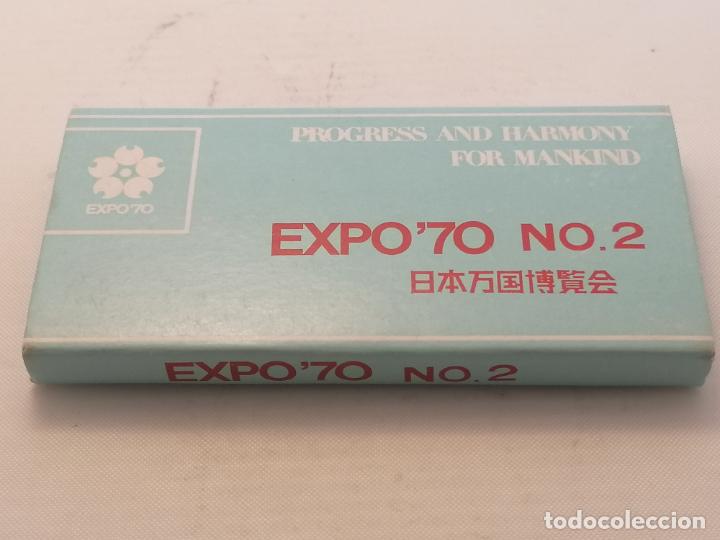 PROGRESS AND HARMONY
FOR MANKIND
EXPO'70
EXPO'70 NO.2
日本万国博覧会
EXPO'70 NO.2
todocoleccion